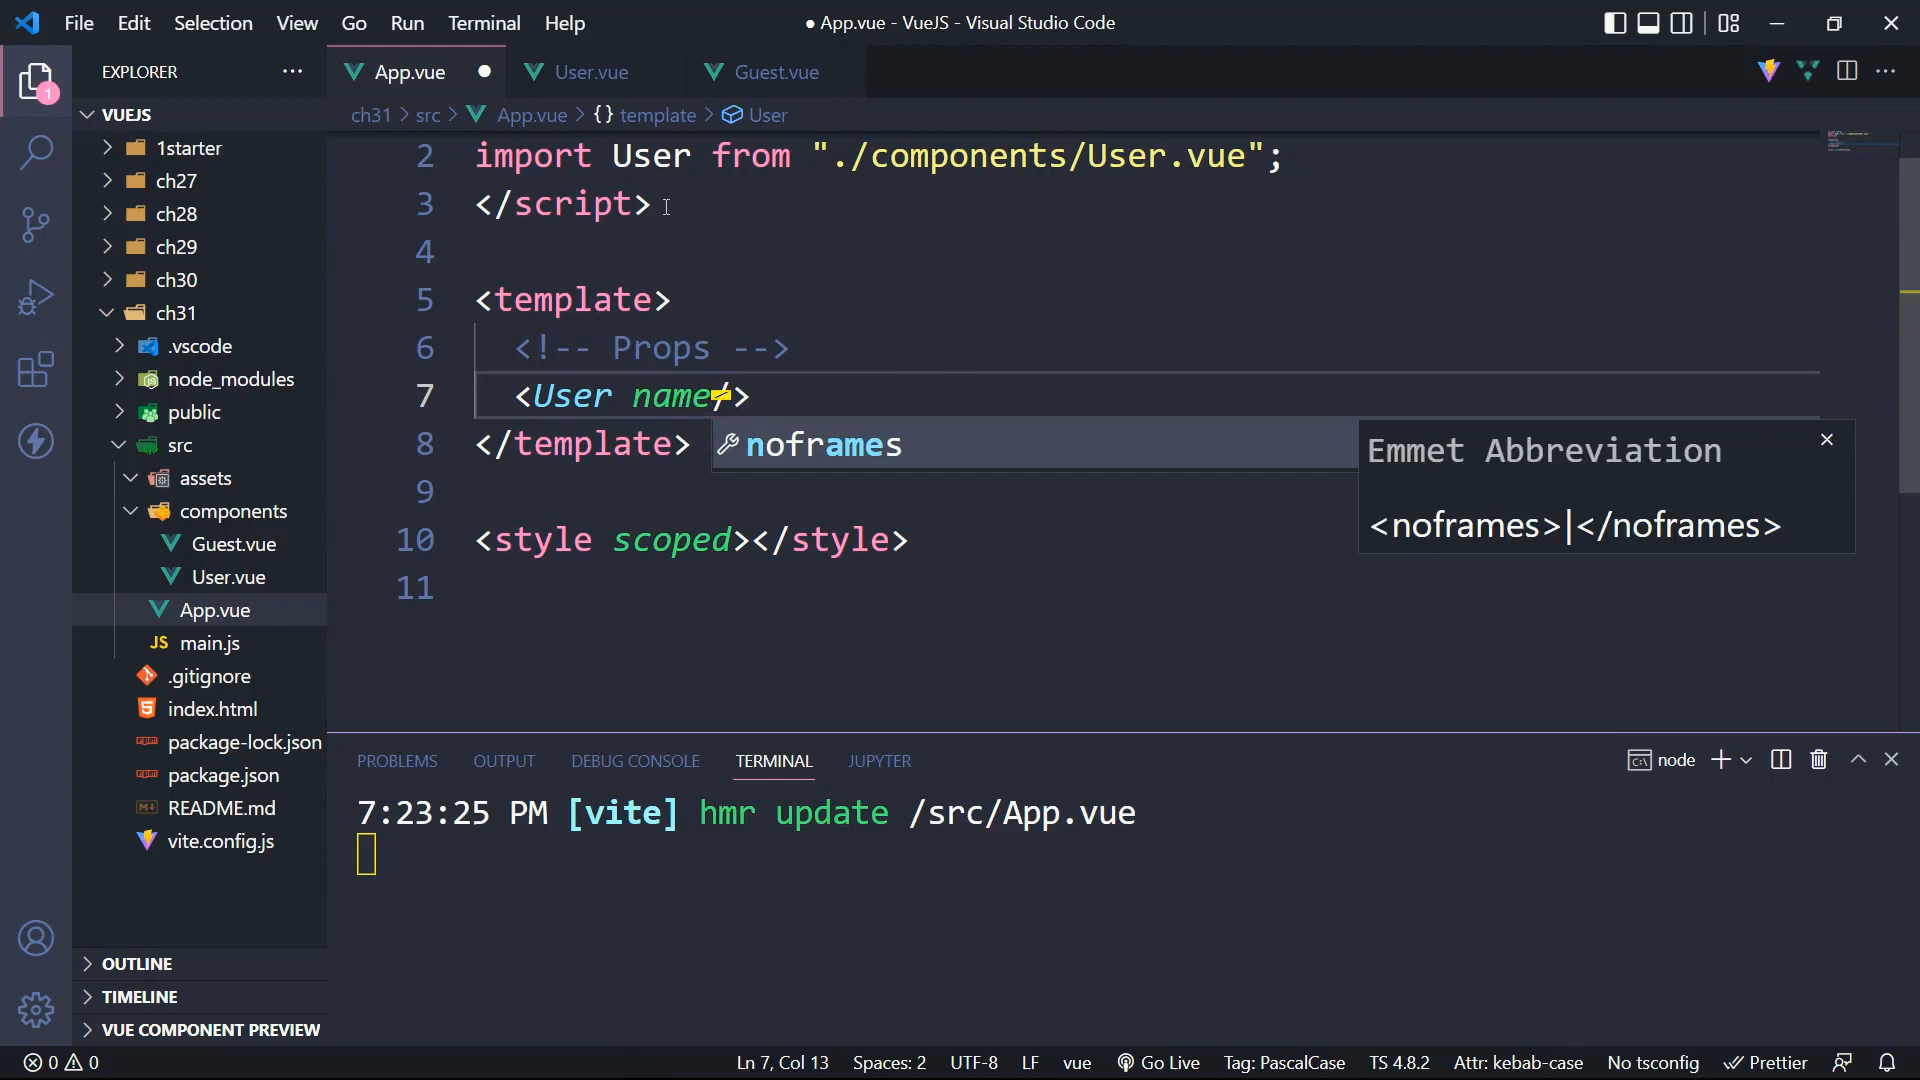 File Edit Selection View Go Run Terminal Help
● App.vue - VueJS - Visual Studio Code
EXPLORER
1
VUEJS
1starter
ch27
ch28
ch29
ch30
ch31
.vscode
node_modules
public
src
assets
components
Guest.vue
User.vue
App.vue
JS main.js
.gitignore
index.html
package-lock.json
package.json
README.md
vite.config.js
OUTLINE
TIMELINE
VUE COMPONENT PREVIEW
App.vue ● User.vue Guest.vue
ch31 > src > App.vue > {} template > User
2 import User from "./components/User.vue";
3 </script>
4
5 <template>
6 <!-- Props -->
7 <User name/>
8 </template>
9
10 <style scoped></style>
11
noframes
Emmet Abbreviation
<noframes>|</noframes>
PROBLEMS OUTPUT DEBUG CONSOLE TERMINAL JUPYTER
node
7:23:25 PM [vite] hmr update /src/App.vue
0 0
Ln 7, Col 13 Spaces: 2 UTF-8 LF vue Go Live Tag: PascalCase TS 4.8.2 Attr: kebab-case No tsconfig Prettier